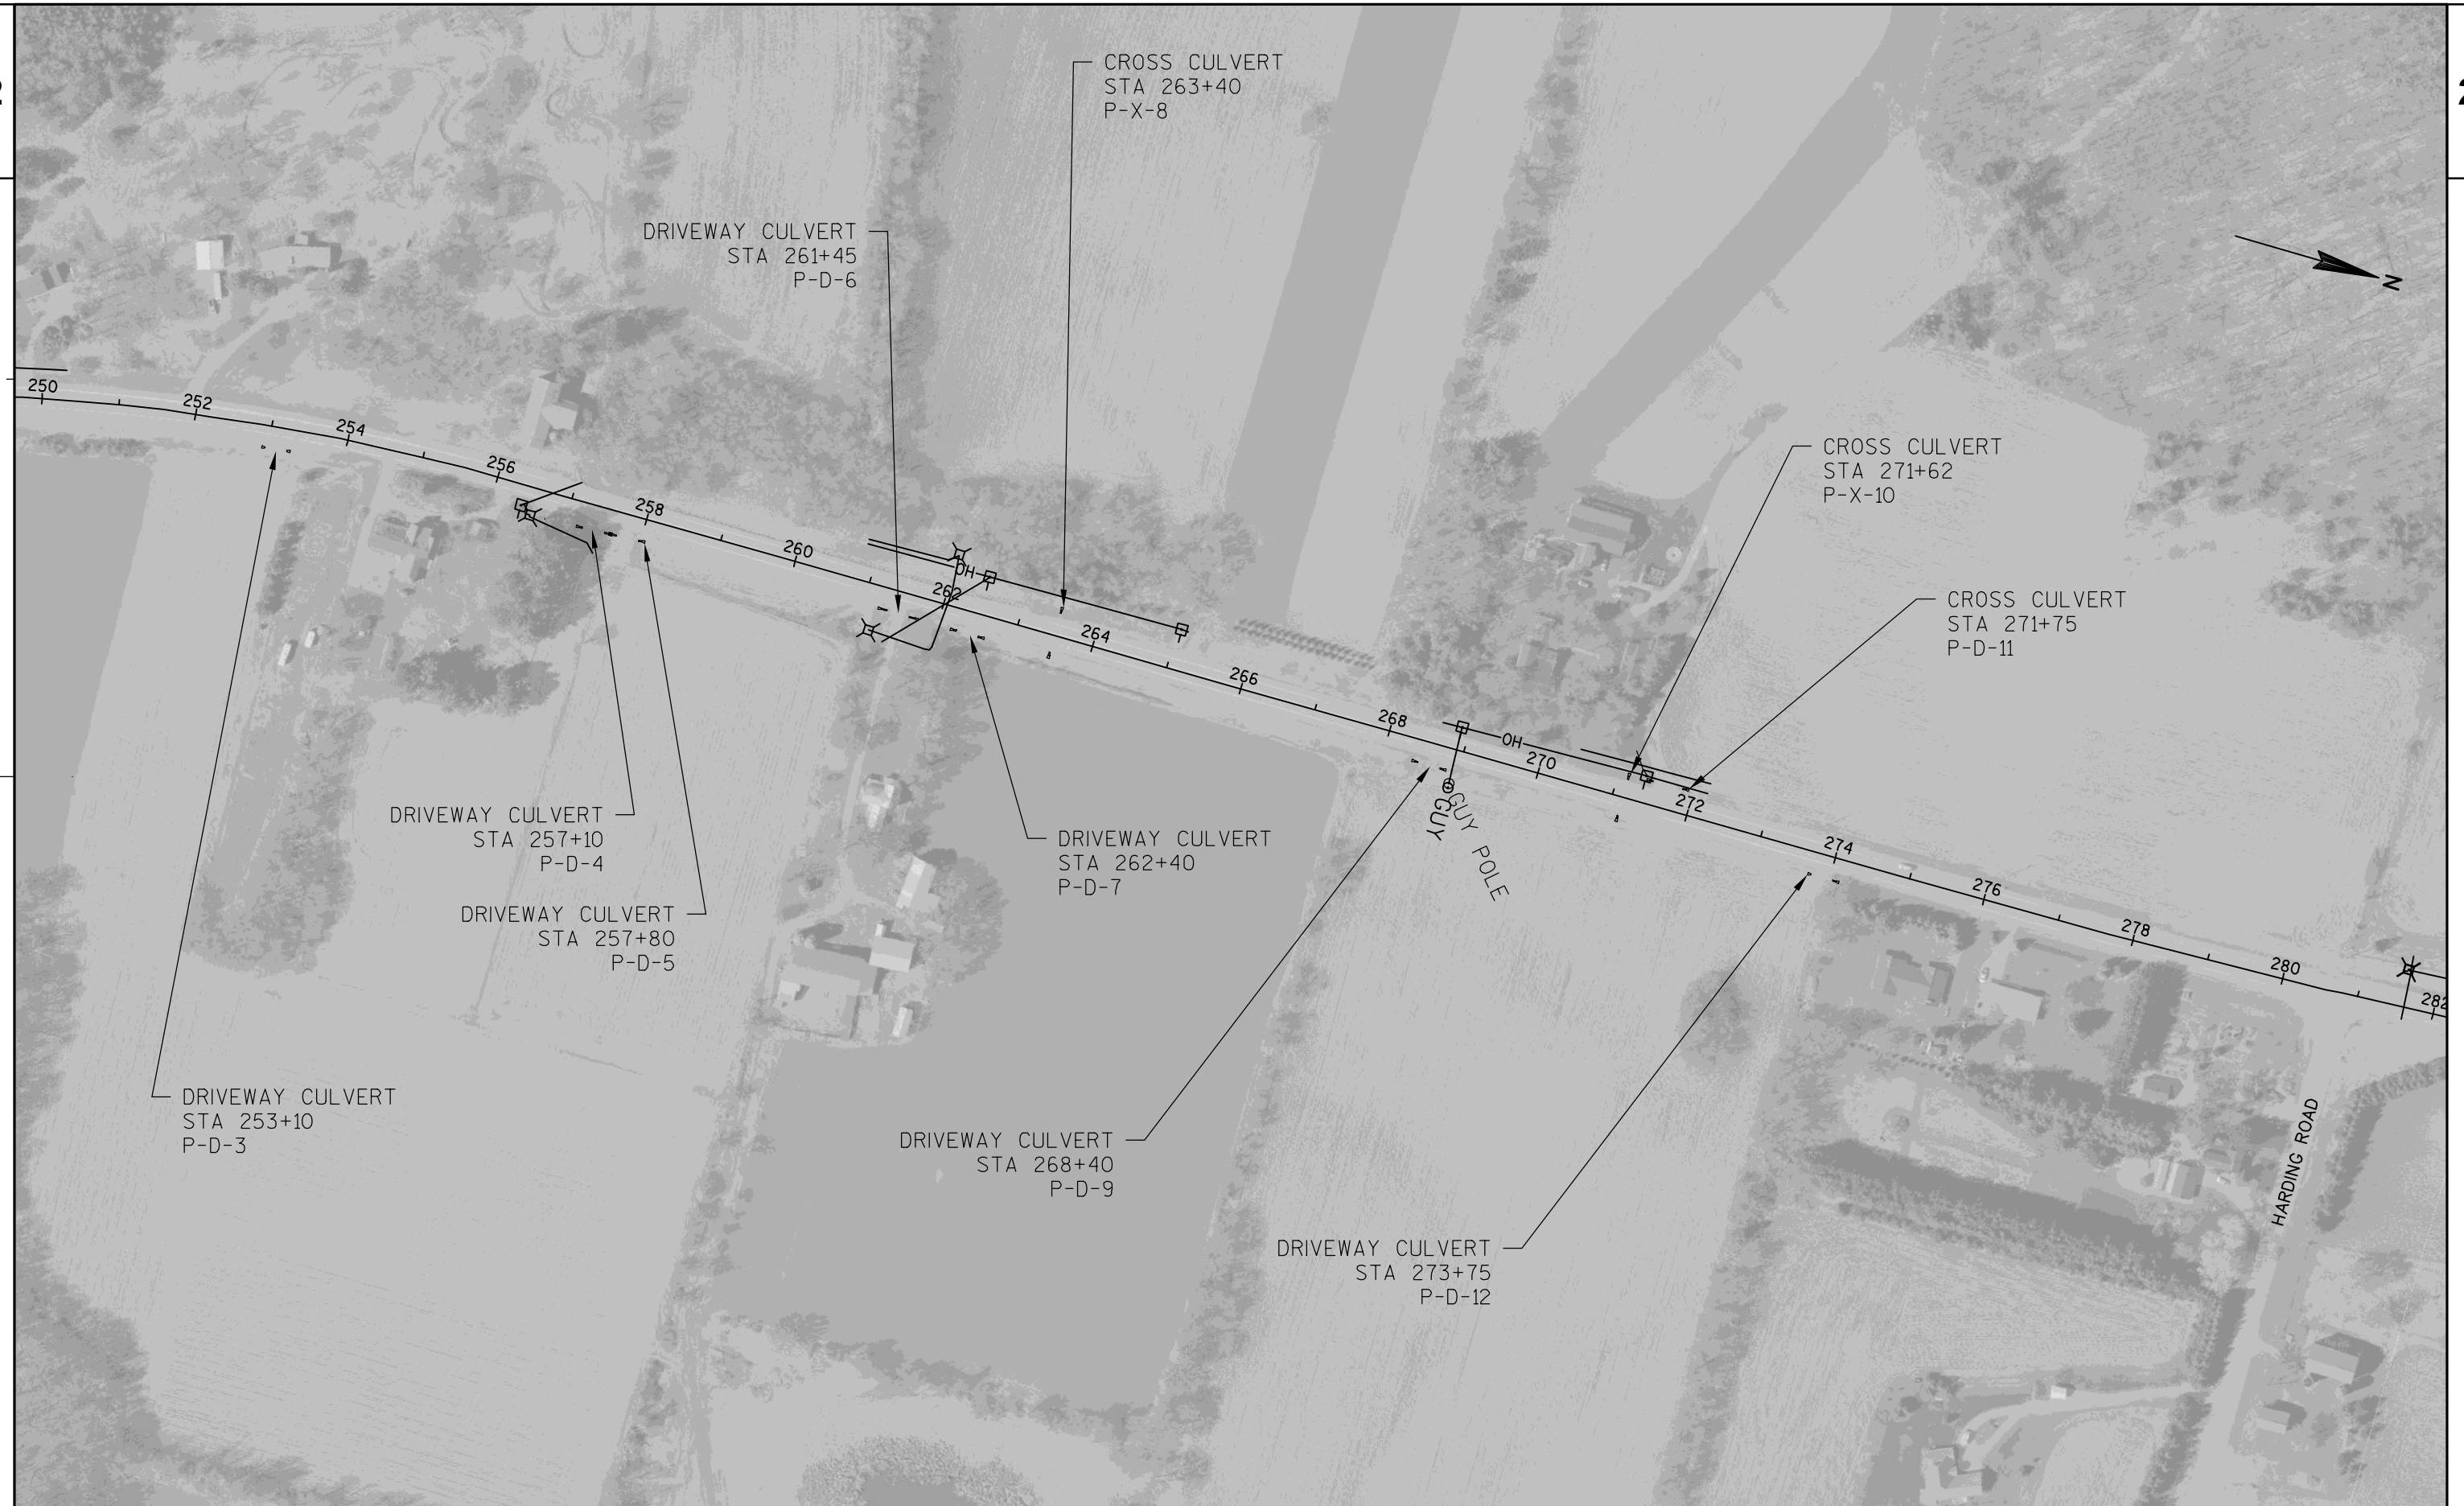 CROSS CULVERT
STA 263+40
P-X-8
DRIVEWAY CULVERT
STA 261+45
P-D-6
N
CROSS CULVERT
STA 271+62
P-X-10
CROSS CULVERT
STA 271+75
P-D-11
250
252
254
256
258
260
262
264
266
268
270
272
274
276
278
280
282
OH
OH
GUY
GUY POLE
DRIVEWAY CULVERT
STA 257+10
P-D-4
DRIVEWAY CULVERT
STA 257+80
P-D-5
DRIVEWAY CULVERT
STA 262+40
P-D-7
DRIVEWAY CULVERT
STA 253+10
P-D-3
DRIVEWAY CULVERT
STA 268+40
P-D-9
DRIVEWAY CULVERT
STA 273+75
P-D-12
HARDING ROAD